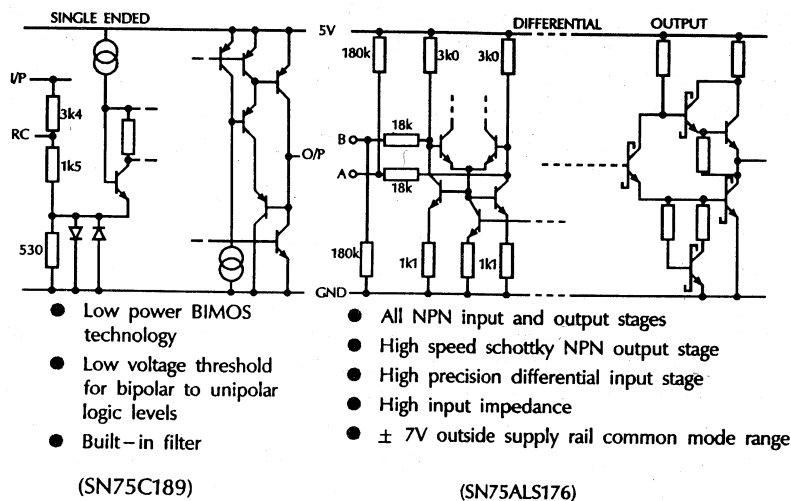 SINGLE ENDED
DIFFERENTIAL
OUTPUT
5V
180k
3k0
3k0
I/P
3k4
RC
1k5
O/P
B
18k
A
18k
530
180k
1k1
1k1
GND
● Low power BIMOS
technology
● Low voltage threshold
for bipolar to unipolar
logic levels
● Built-in filter
(SN75C189)
● All NPN input and output stages
● High speed schottky NPN output stage
● High precision differential input stage
● High input impedance
● ± 7V outside supply rail common mode range
(SN75ALS176)